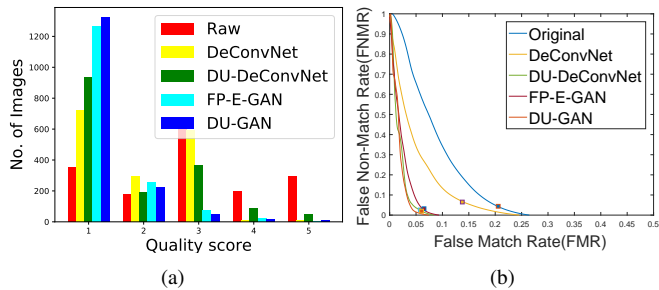 No. of Images
1200
1000
800
600
400
200
0
Raw
DeConvNet
DU-DeConvNet
FP-E-GAN
DU-GAN
1 2 3 4 5
Quality score
(a)
False Non-Match Rate(FNMR)
1
0.9
0.8
0.7
0.6
0.5
0.4
0.3
0.2
0.1
0
Original
DeConvNet
DU-DeConvNet
FP-E-GAN
DU-GAN
0 0.05 0.1 0.15 0.2 0.25 0.3 0.35 0.4 0.45 0.5
False Match Rate(FMR)
(b)